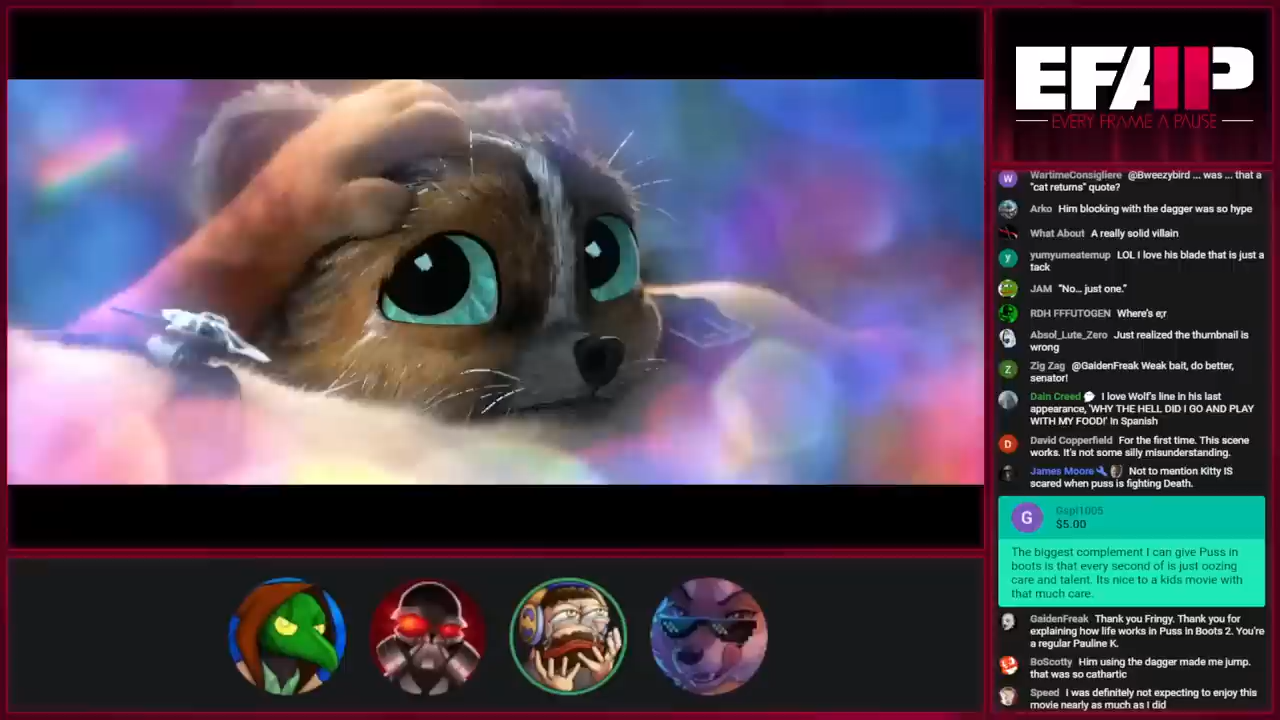 EFAP
EVERY FRAME A PAUSE
W
WartimeConsigliere @Bweezybird ... was ... that a
"cat returns" quote?
Arko Him blocking with the dagger was so hype
What About A really solid villain
y
yumyumeatemup LOL I love his blade that is just a
tack
JAM "No... just one."
RDH FFFUTOGEN Where's e;r
Absol_Lute_Zero Just realized the thumbnail is
wrong
Z
Zig Zag @GaidenFreak Weak bait, do better,
senator!
Dain Creed I love Wolf's line in his last
appearance, 'WHY THE HELL DID I GO AND PLAY
WITH MY FOOD!' In Spanish
D
David Copperfield For the first time. This scene
works. It's not some silly misunderstanding.
James Moore Not to mention Kitty IS
scared when puss is fighting Death.
G
Gspi1005
$5.00
The biggest complement I can give Puss in
boots is that every second of is just oozing
care and talent. Its nice to a kids movie with
that much care.
GaidenFreak Thank you Fringy. Thank you for
explaining how life works in Puss in Boots 2. You're
a regular Pauline K.
BoScotty Him using the dagger made me jump.
that was so cathartic
Speed I was definitely not expecting to enjoy this
movie nearly as much as I did